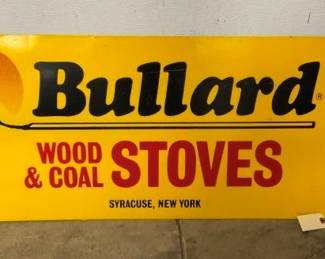 Bullard®
WOOD
& COAL STOVES
SYRACUSE, NEW YORK